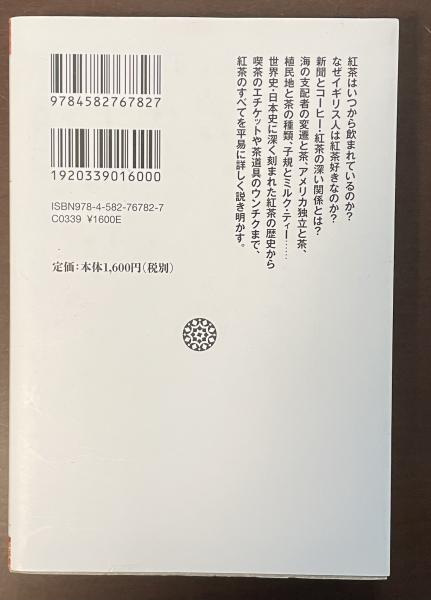 紅茶はいつから飲まれているのか?
なぜイギリス人は紅茶好きなのか?
新聞とコーヒー・紅茶の深い関係とは?
海の支配者の変遷と茶、アメリカ独立と茶、
植民地と茶の種類、子規とミルク・ティー……
世界史・日本史に深く刻まれた紅茶の歴史から
喫茶のエチケットや茶道具のウンチクまで、
紅茶のすべてを平易に詳しく説き明かす。
9784582767827
1920339016000
ISBN978-4-582-76782-7
C0339 ¥1600E
定価:本体1,600円(税別)